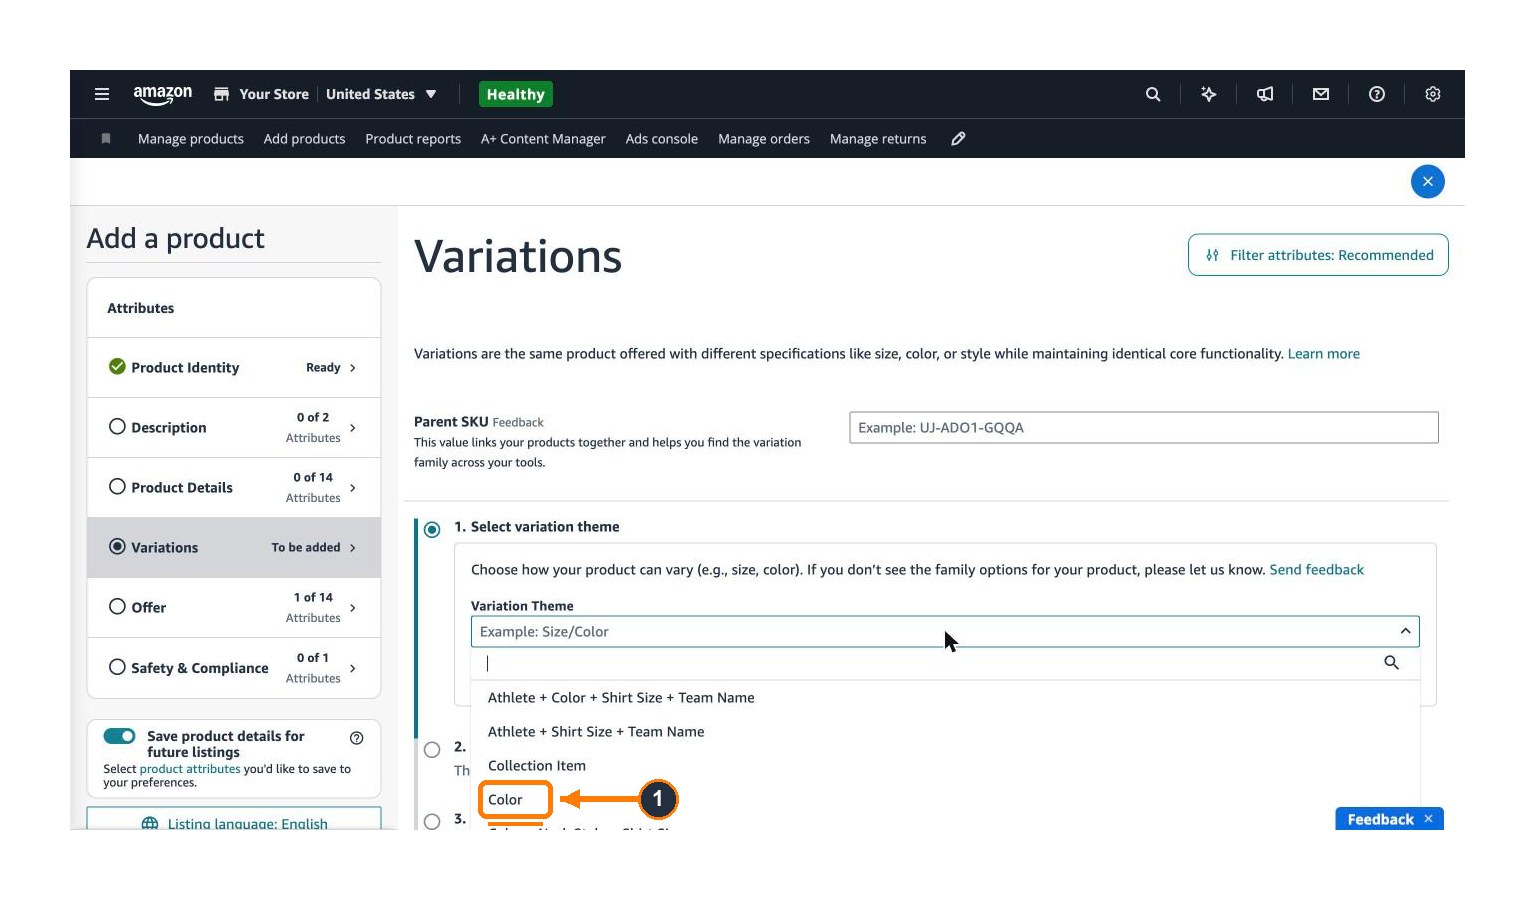 amazon Your Store United States Healthy
Manage products Add products Product reports A+ Content Manager Ads console Manage orders Manage returns
Add a product
Attributes
Product Identity Ready
Description 0 of 2 Attributes
Product Details 0 of 14 Attributes
Variations To be added
Offer 1 of 14 Attributes
Safety & Compliance 0 of 1 Attributes
Save product details for
future listings
Select product attributes you'd like to save to
your preferences.
Listing language: English
Variations
Filter attributes: Recommended
Variations are the same product offered with different specifications like size, color, or style while maintaining identical core functionality. Learn more
Parent SKU Feedback
This value links your products together and helps you find the variation
family across your tools.
Example: UJ-ADO1-GQQA
1. Select variation theme
Choose how your product can vary (e.g., size, color). If you don’t see the family options for your product, please let us know. Send feedback
Variation Theme
Example: Size/Color
Athlete + Color + Shirt Size + Team Name
Athlete + Shirt Size + Team Name
2.
Th
Collection Item
Color
1
3.
Feedback